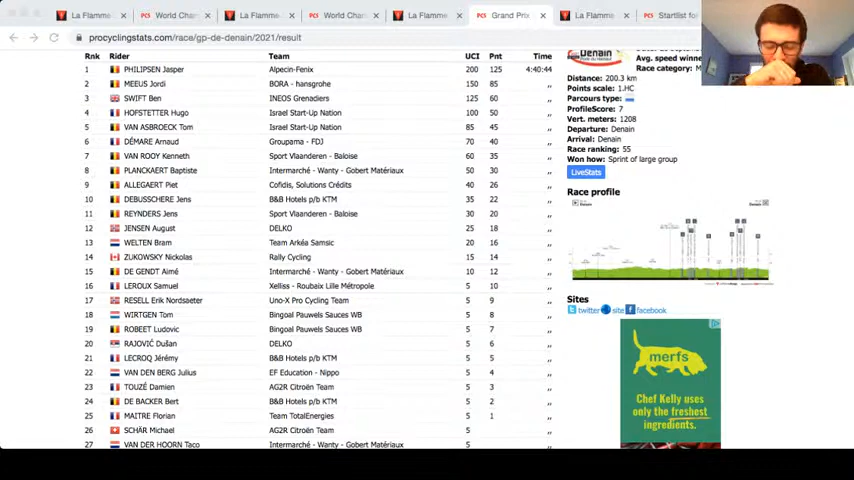 La Flamme
PCS World Cham
La Flamme
PCS World Cham
La Flamme
PCS Grand Prix
La Flamme
PCS Startlist for
procyclingstats.com/race/gp-de-denain/2021/result
Rnk Rider Team UCI Pnt Time
1 PHILIPSEN Jasper Alpecin-Fenix 200 125 4:40:44
2 MEEUS Jordi BORA - hansgrohe 150 85 ,,
3 SWIFT Ben INEOS Grenadiers 125 60 ,,
4 HOFSTETTER Hugo Israel Start-Up Nation 100 50 ,,
5 VAN ASBROECK Tom Israel Start-Up Nation 85 45 ,,
6 DÉMARE Arnaud Groupama - FDJ 70 40 ,,
7 VAN ROOY Kenneth Sport Vlaanderen - Baloise 60 35 ,,
8 PLANCKAERT Baptiste Intermarché - Wanty - Gobert Matériaux 50 30 ,,
9 ALLEGAERT Piet Cofidis, Solutions Crédits 40 26 ,,
10 DEBUSSCHERE Jens B&B Hotels p/b KTM 35 22 ,,
11 REYNDERS Jens Sport Vlaanderen - Baloise 30 20 ,,
12 JENSEN August DELKO 25 18 ,,
13 WELTEN Bram Team Arkéa Samsic 20 16 ,,
14 ZUKOWSKY Nickolas Rally Cycling 15 14 ,,
15 DE GENDT Aimé Intermarché - Wanty - Gobert Matériaux 10 12 ,,
16 LEROUX Samuel Xelliss - Roubaix Lille Métropole 5 10 ,,
17 RESELL Erik Nordsaeter Uno-X Pro Cycling Team 5 9 ,,
18 WIRTGEN Tom Bingoal Pauwels Sauces WB 5 8 ,,
19 ROBEET Ludovic Bingoal Pauwels Sauces WB 5 7 ,,
20 RAJOVIĆ Dušan DELKO 5 6 ,,
21 LECROQ Jérémy B&B Hotels p/b KTM 5 5 ,,
22 VAN DEN BERG Julius EF Education - Nippo 5 4 ,,
23 TOUZÉ Damien AG2R Citroën Team 5 3 ,,
24 DE BACKER Bert B&B Hotels p/b KTM 5 2 ,,
25 MAITRE Florian Team TotalEnergies 5 1 ,,
26 SCHÄR Michael AG2R Citroën Team 5 ,,
27 VAN DER HOORN Taco Intermarché - Wanty - Gobert Matériaux 5 ,,
Denain
Avg. speed winne
Race category: M
Distance: 200.3 km
Points scale: 1.HC
Parcours type:
ProfileScore: 7
Vert. meters: 1208
Departure: Denain
Arrival: Denain
Race ranking: 55
Won how: Sprint of large group
LiveStats
Race profile
Sites
twitter site facebook
merfs
Chef Kelly uses
only the freshest
ingredients.